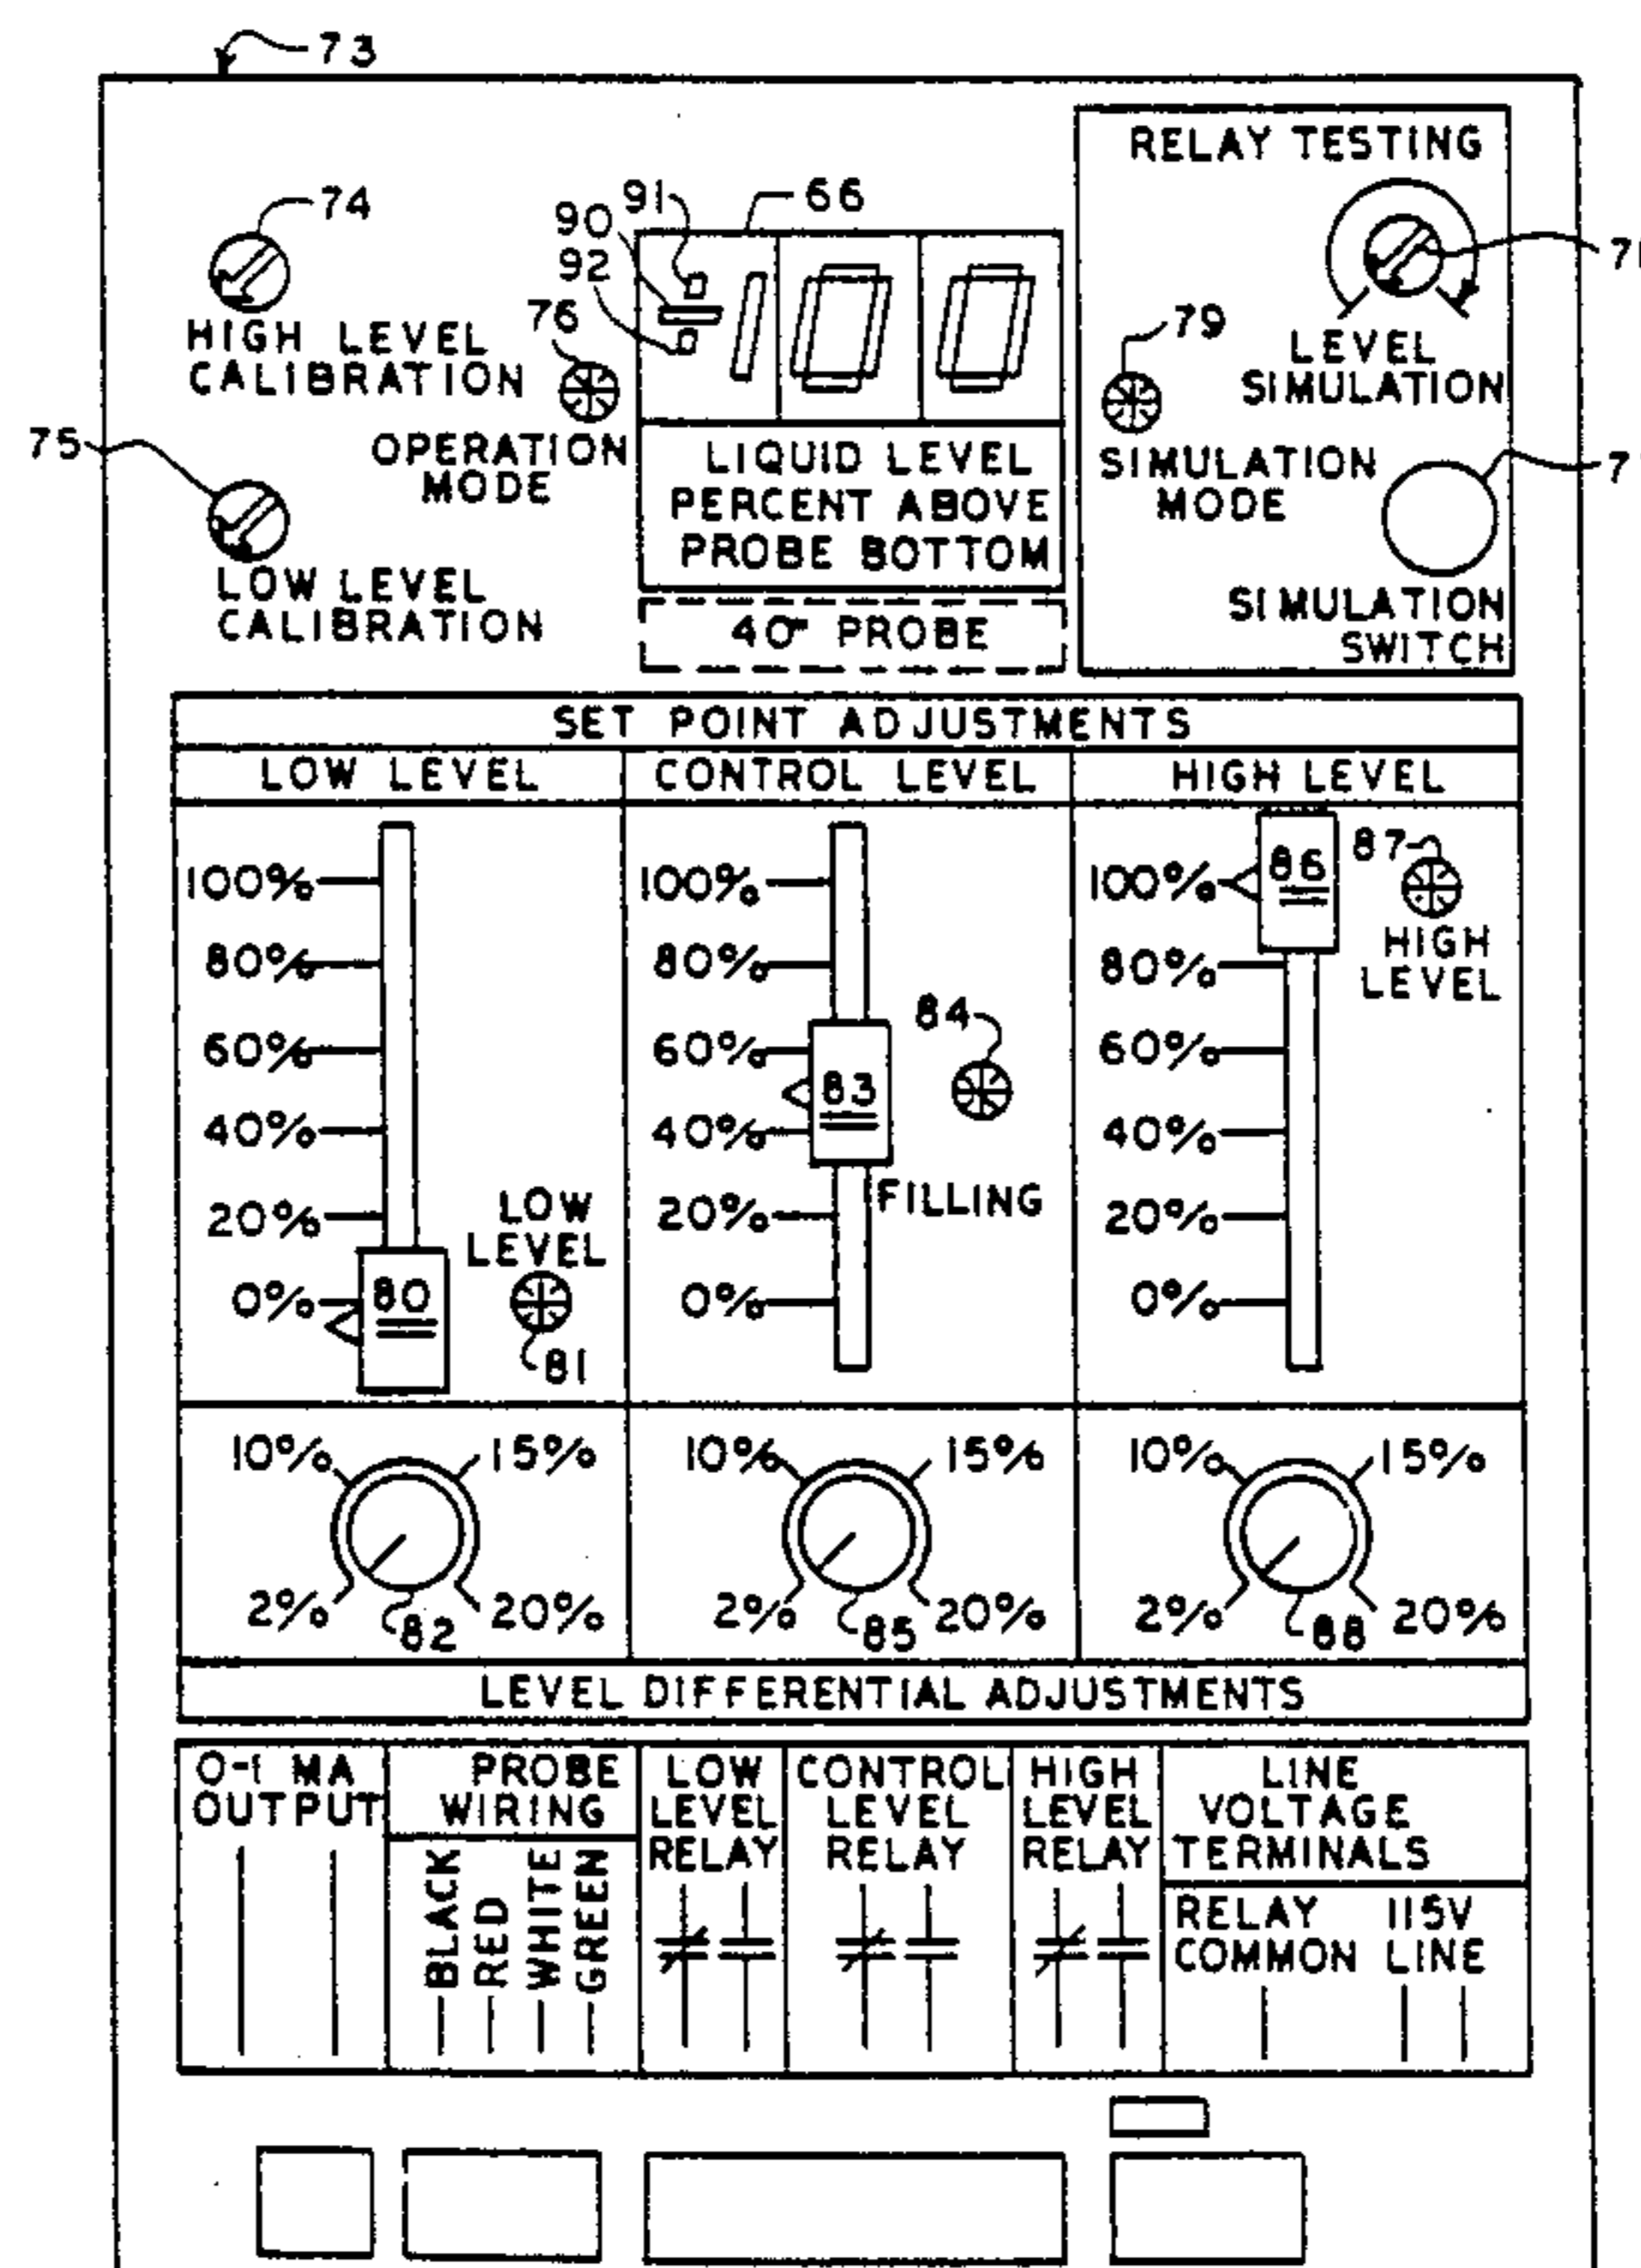 73
RELAY TESTING
74
91
66
90
92
76
79
HIGH LEVEL
CALIBRATION
LEVEL
SIMULATION
75
OPERATION
MODE
LIQUID LEVEL
PERCENT ABOVE
PROBE BOTTOM
SIMULATION
MODE
LOW LEVEL
CALIBRATION
40" PROBE
SIMULATION
SWITCH
SET POINT ADJUSTMENTS
LOW LEVEL CONTROL LEVEL HIGH LEVEL
100% 100% 100% 86 87
80% 80% 80% HIGH
LEVEL
84
60% 60% 60%
83
40% 40% 40%
20% LOW 20% FILLING 20%
LEVEL
0% 80 0% 0%
81
10% 15% 10% 15% 10% 15%
2% 82 20% 2% 85 20% 2% 88 20%
LEVEL DIFFERENTIAL ADJUSTMENTS
0-1 MA
OUTPUT
PROBE
WIRING
BLACK
RED
WHITE
GREEN
LOW
LEVEL
RELAY
CONTROL
LEVEL
RELAY
HIGH
LEVEL
RELAY
LINE
VOLTAGE
TERMINALS
RELAY
COMMON
115V
LINE